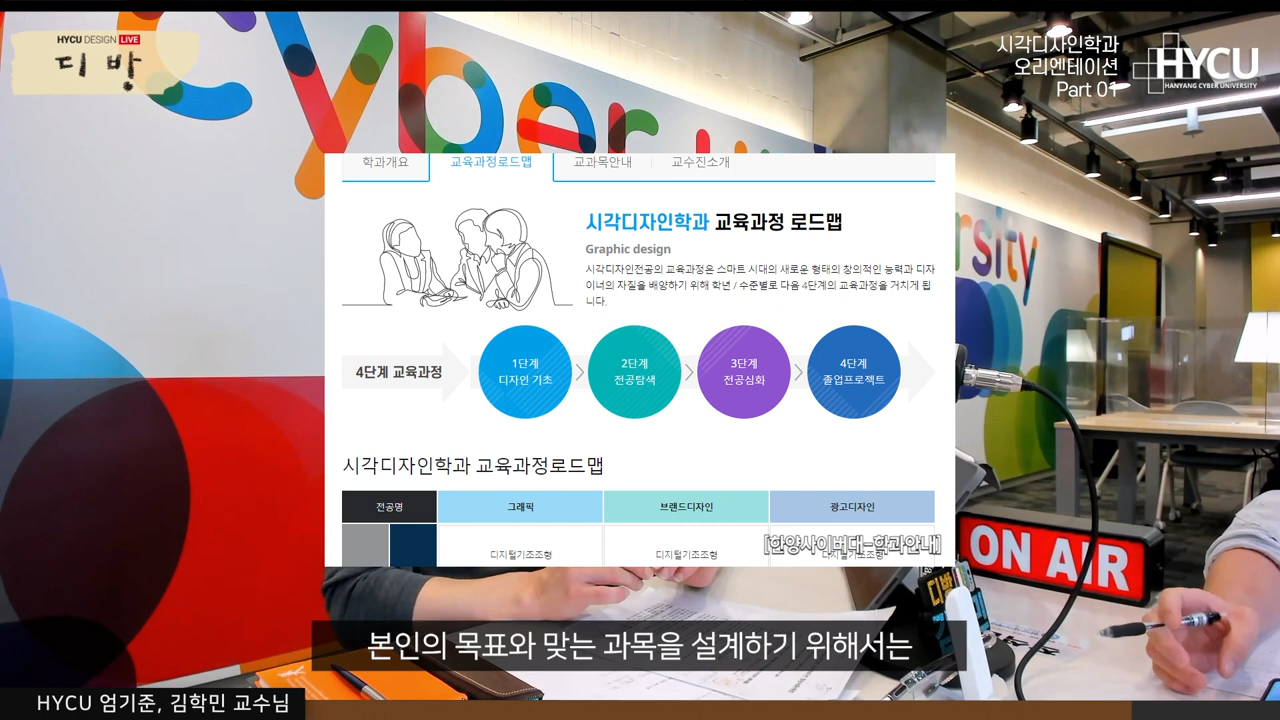 HYCU DESIGN LIVE
디방
cyber
rsity
시각디자인학과
오리엔테이션
Part 01
HYCU
HANYANG CYBER UNIVERSITY
학과개요
교육과정로드맵
교과목안내
교수진소개
시각디자인학과 교육과정 로드맵
Graphic design
시각디자인전공의 교육과정은 스마트 시대의 새로운 형태의 창의적인 능력과 디자
이너의 자질을 배양하기 위해 학년 / 수준별로 다음 4단계의 교육과정을 거치게 됩
니다.
4단계 교육과정
1단계
디자인 기초
2단계
전공탐색
3단계
전공심화
4단계
졸업프로젝트
시각디자인학과 교육과정로드맵
전공명
그래픽
브랜드디자인
광고디자인
디지털기초조형
디지털기초조형
디지털기초조형
[한양사이버대-학과안내]
ON AIR
디방
본인의 목표와 맞는 과목을 설계하기 위해서는
HYCU 엄기준, 김학민 교수님